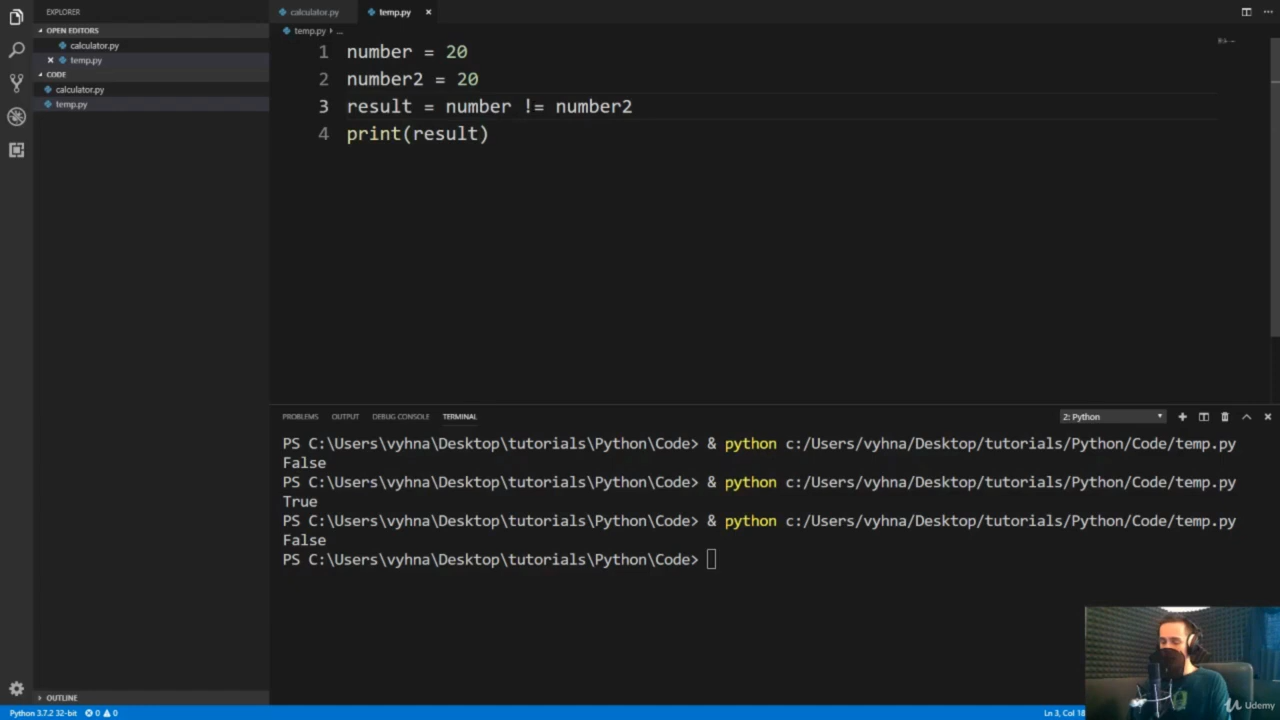 EXPLORER
OPEN EDITORS
calculator.py
temp.py
CODE
calculator.py
temp.py
OUTLINE
calculator.py
temp.py
temp.py › ...
1 number = 20
2 number2 = 20
3 result = number != number2
4 print(result)
PROBLEMS OUTPUT DEBUG CONSOLE TERMINAL
2: Python
PS C:\Users\vyhna\Desktop\tutorials\Python\Code> & python c:/Users/vyhna/Desktop/tutorials/Python/Code/temp.py
False
PS C:\Users\vyhna\Desktop\tutorials\Python\Code> & python c:/Users/vyhna/Desktop/tutorials/Python/Code/temp.py
True
PS C:\Users\vyhna\Desktop\tutorials\Python\Code> & python c:/Users/vyhna/Desktop/tutorials/Python/Code/temp.py
False
PS C:\Users\vyhna\Desktop\tutorials\Python\Code>
Udemy
Python 3.7.2 32-bit 0 0
Ln 3, Col 18